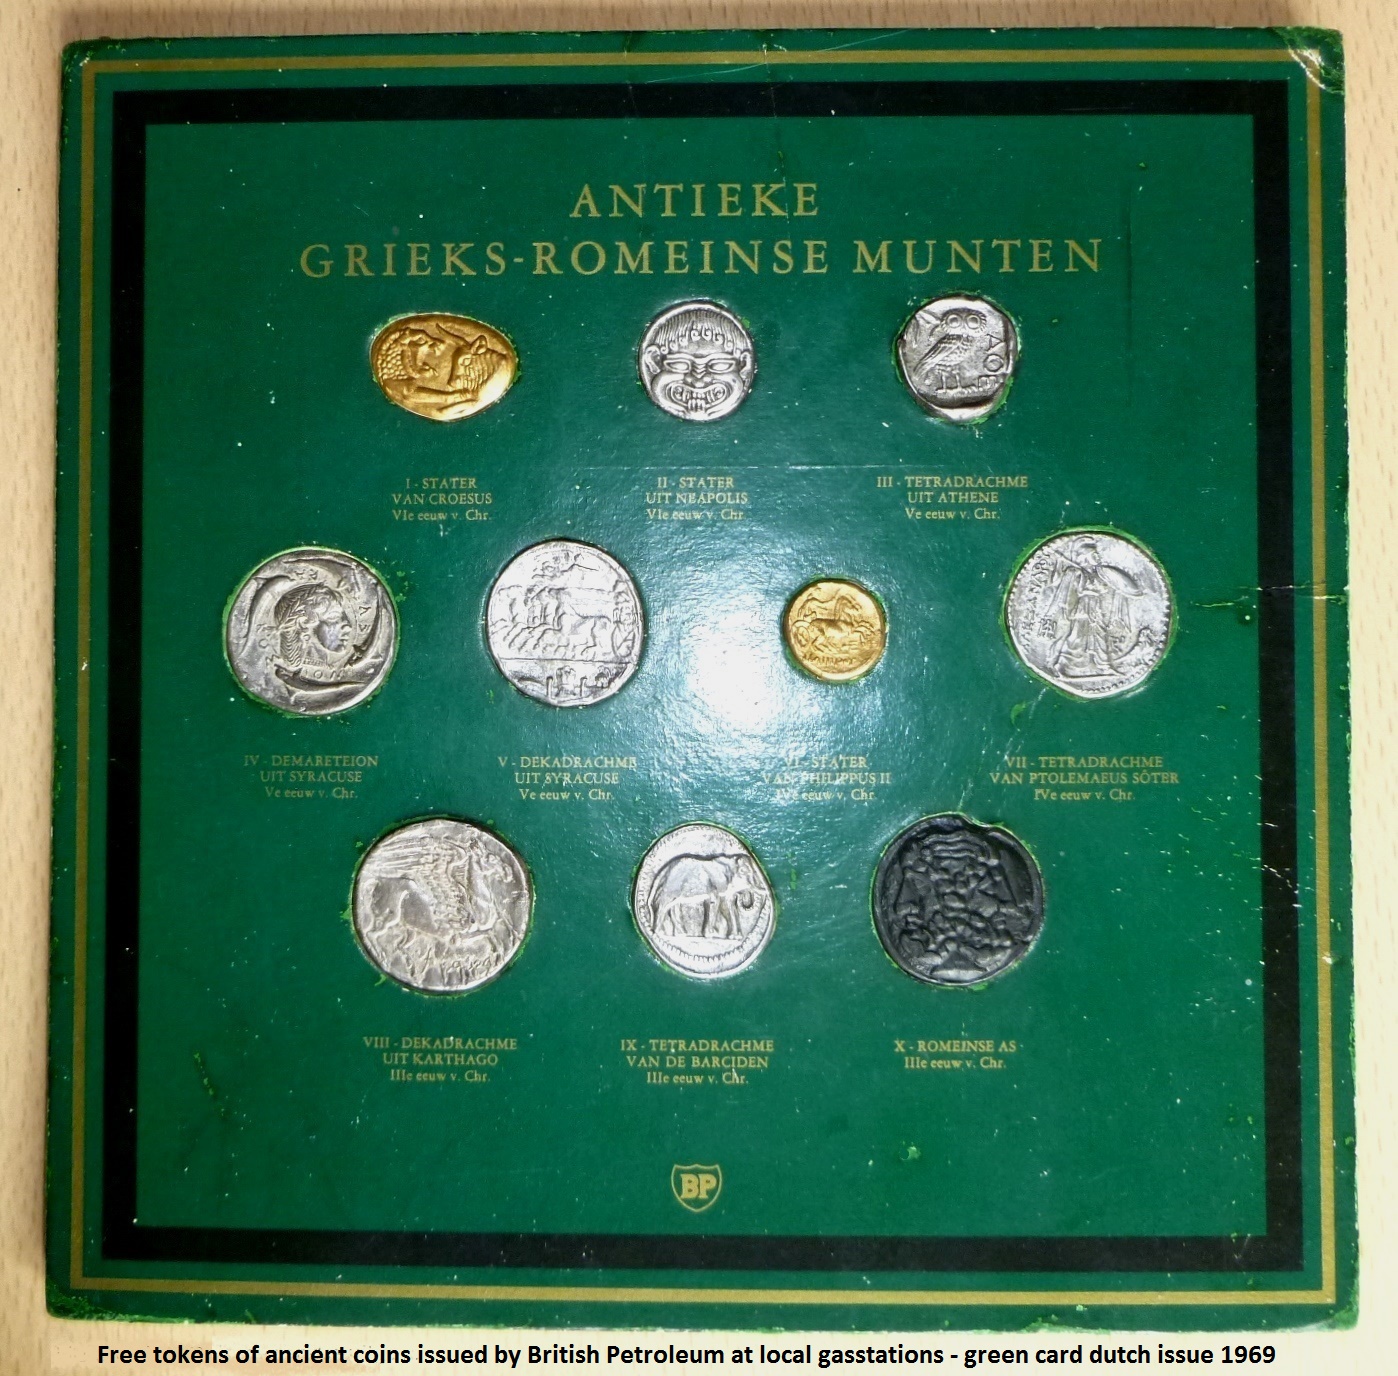 ANTIEKE
GRIEKS-ROMEINSE MUNTEN
ΑΘΕ
I - STATER
VAN CROESUS
VIe eeuw v. Chr.
II - STATER
UIT NEAPOLIS
VIe eeuw v. Chr.
III - TETRADRACHME
UIT ATHENE
Ve eeuw v. Chr.
IV - DEMARETEION
UIT SYRACUSE
Ve eeuw v. Chr.
V - DEKADRACHME
UIT SYRACUSE
Ve eeuw v. Chr.
VI - STATER
VAN PHILIPPUS II
IVe eeuw v. Chr.
VII - TETRADRACHME
VAN PTOLEMAEUS SÔTER
IVe eeuw v. Chr.
VIII - DEKADRACHME
UIT KARTHAGO
IIIe eeuw v. Chr.
IX - TETRADRACHME
VAN DE BARCIDEN
IIIe eeuw v. Chr.
X - ROMEINSE AS
IIIe eeuw v. Chr.
BP
Free tokens of ancient coins issued by British Petroleum at local gasstations - green card dutch issue 1969